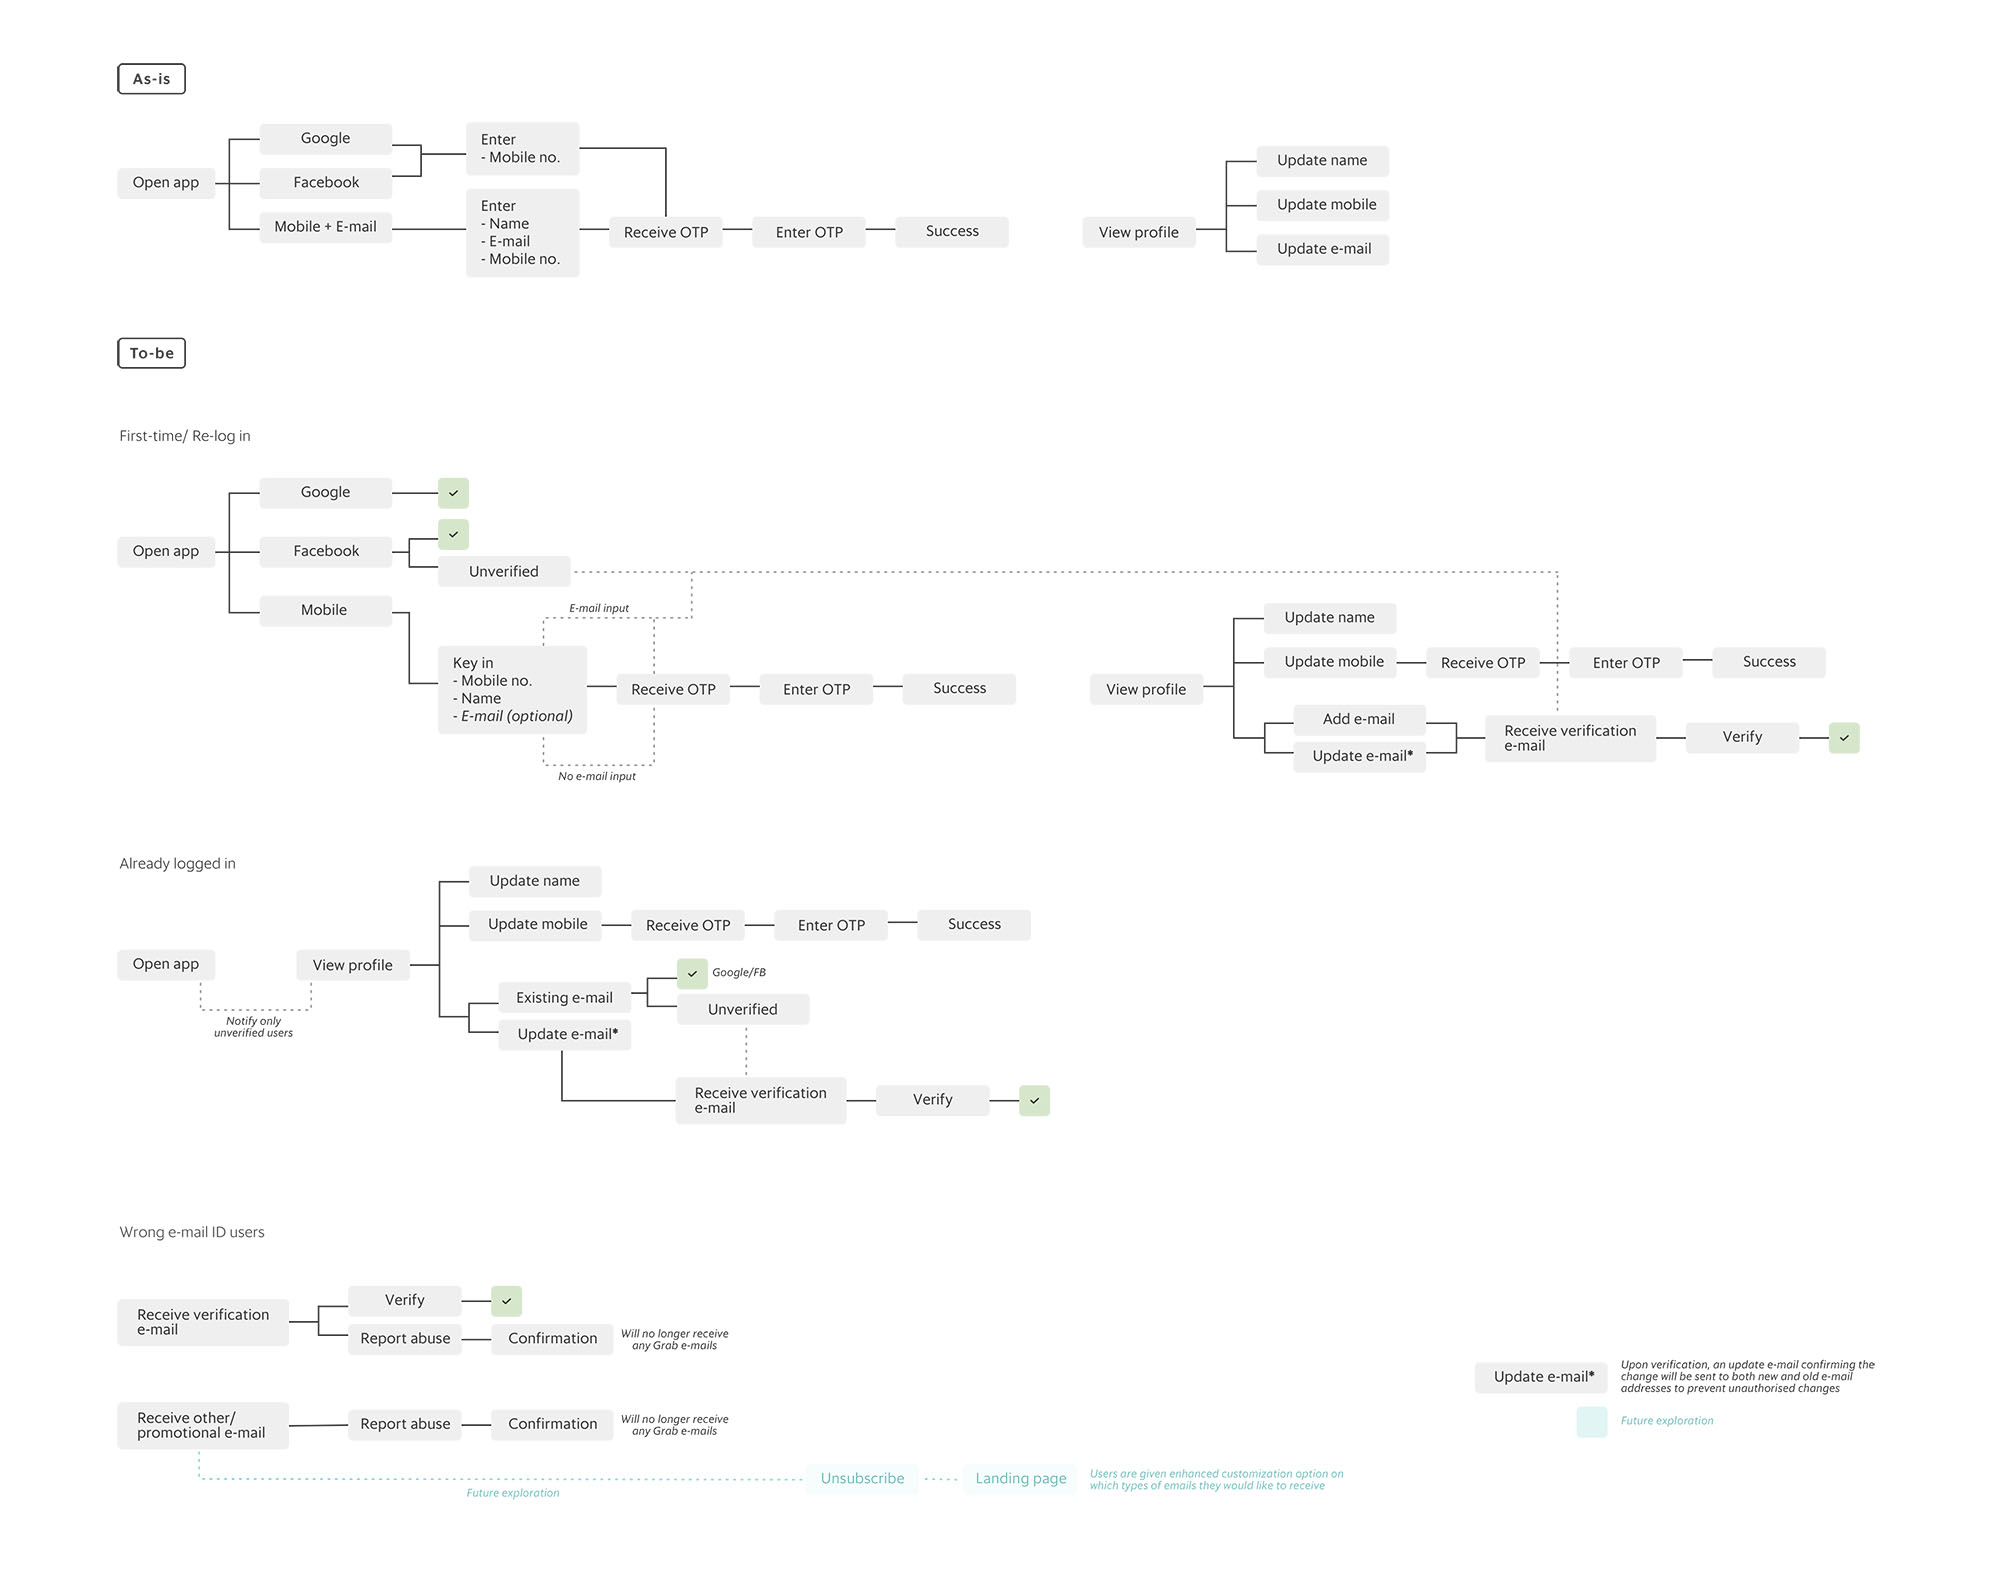 As-is
Open app
Google
Facebook
Mobile + E-mail
Enter
- Mobile no.
Enter
- Name
- E-mail
- Mobile no.
Receive OTP
Enter OTP
Success
View profile
Update name
Update mobile
Update e-mail
To-be
First-time/ Re-log in
Open app
Google
Facebook
Unverified
Mobile
E-mail input
Key in
- Mobile no.
- Name
- E-mail (optional)
No e-mail input
Receive OTP
Enter OTP
Success
View profile
Update name
Update mobile
Receive OTP
Enter OTP
Success
Add e-mail
Update e-mail*
Receive verification
e-mail
Verify
Already logged in
Open app
Notify only
unverified users
View profile
Update name
Update mobile
Receive OTP
Enter OTP
Success
Existing e-mail
Google/FB
Unverified
Update e-mail*
Receive verification
e-mail
Verify
Wrong e-mail ID users
Receive verification
e-mail
Verify
Report abuse
Confirmation
Will no longer receive
any Grab e-mails
Receive other/
promotional e-mail
Report abuse
Confirmation
Will no longer receive
any Grab e-mails
Future exploration
Unsubscribe
Landing page
Users are given enhanced customization option on
which types of emails they would like to receive
Update e-mail*
Upon verification, an update e-mail confirming the
change will be sent to both new and old e-mail
addresses to prevent unauthorised changes
Future exploration